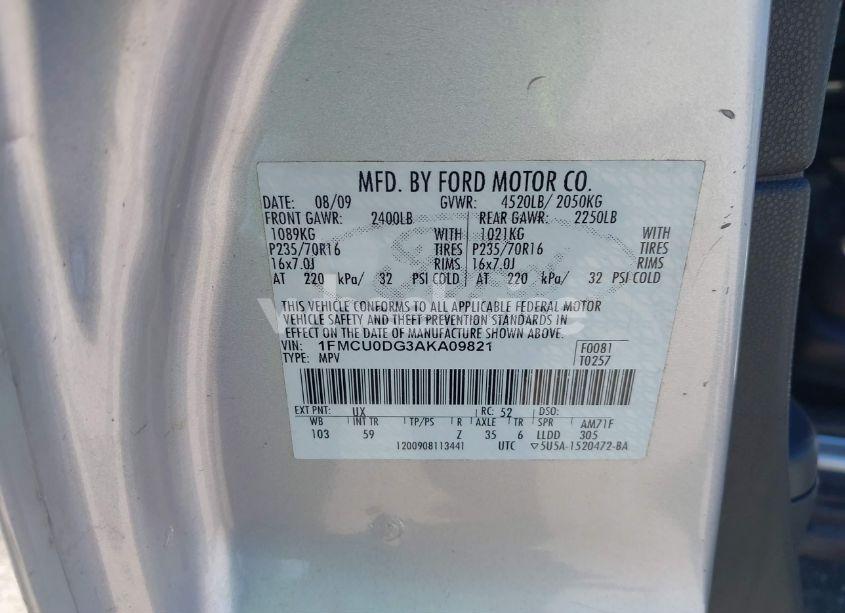 MFD. BY FORD MOTOR CO.
DATE: 08/09 GVWR: 4520LB/ 2050KG
FRONT GAWR: 2400LB REAR GAWR: 2250LB
1089KG WITH 1021KG WITH
P235/70R16 TIRES P235/70R16 TIRES
16x7.0J RIMS 16x7.0J RIMS
AT 220 kPa/ 32 PSI COLD AT 220 kPa/ 32 PSI COLD
THIS VEHICLE CONFORMS TO ALL APPLICABLE FEDERAL MOTOR
VEHICLE SAFETY AND THEFT PREVENTION STANDARDS IN
EFFECT ON THE DATE OF MANUFACTURE SHOWN ABOVE.
VIN: 1FMCU0DG3AKA09821 F0081
TYPE: MPV T0257
EXT PNT: UX RC: 52 DSO:
WB INT TR TP/PS R AXLE TR SPR AM71F
103 59 Z 35 6 LLDD 305
1200908113441 UTC ▽5U5A-1520472-BA